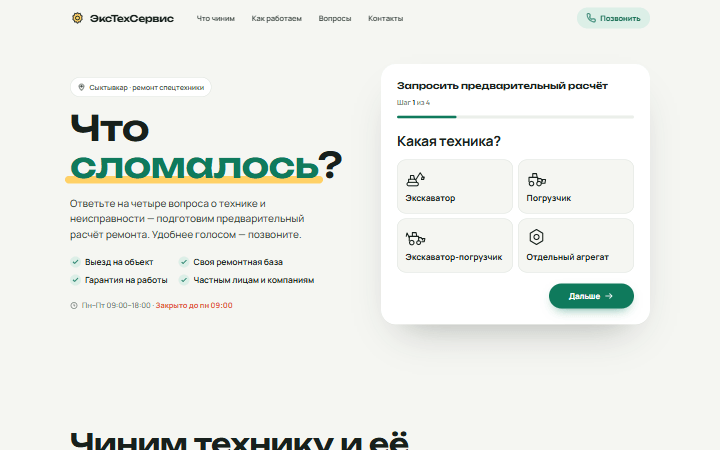 ЭксТехСервис
Что чиним
Как работаем
Вопросы
Контакты
Позвонить
Сыктывкар · ремонт спецтехники
Что
сломалось?
Ответьте на четыре вопроса о технике и
неисправности — подготовим предварительный
расчёт ремонта. Удобнее голосом — позвоните.
Выезд на объект
Своя ремонтная база
Гарантия на работы
Частным лицам и компаниям
Пн–Пт 09:00–18:00 · Закрыто до пн 09:00
Запросить предварительный расчёт
Шаг 1 из 4
Какая техника?
Экскаватор
Погрузчик
Экскаватор-погрузчик
Отдельный агрегат
Дальше →
Чиним технику и её